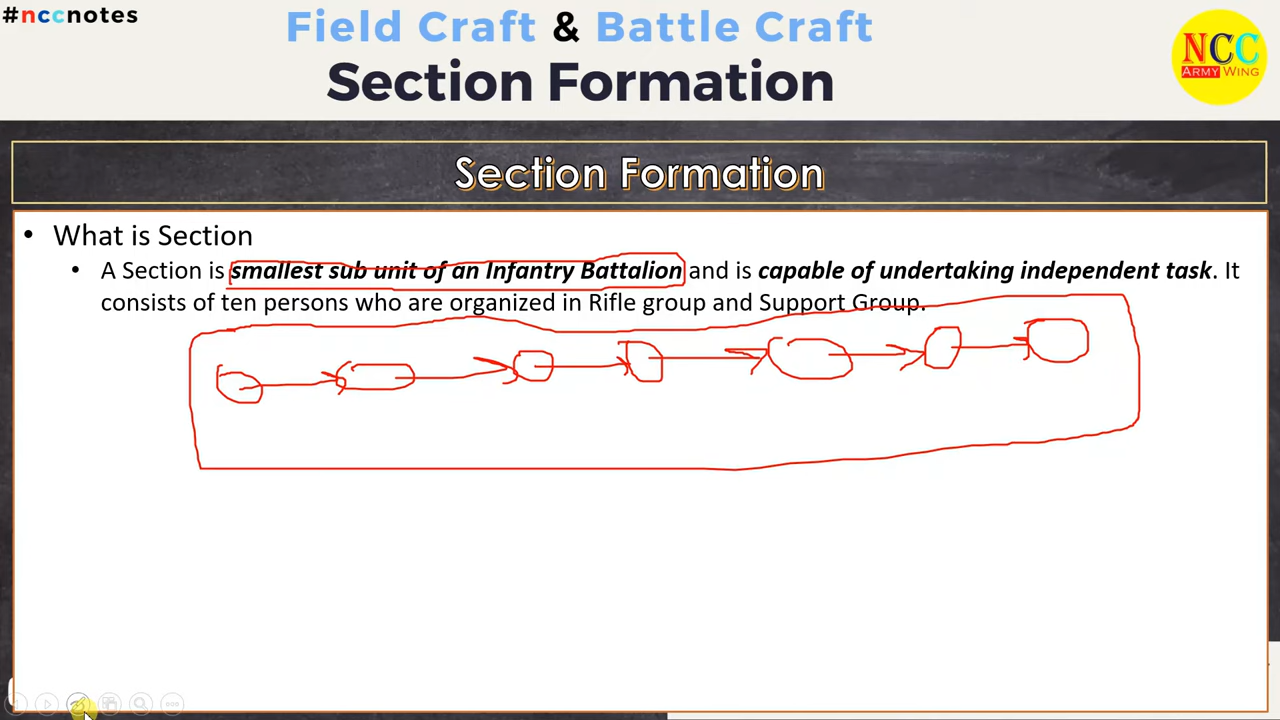 #nccnotes
Field Craft & Battle Craft
Section Formation
NCC
ARMY WING
Section Formation
• What is Section
• A Section is smallest sub unit of an Infantry Battalion and is capable of undertaking independent task. It
consists of ten persons who are organized in Rifle group and Support Group.